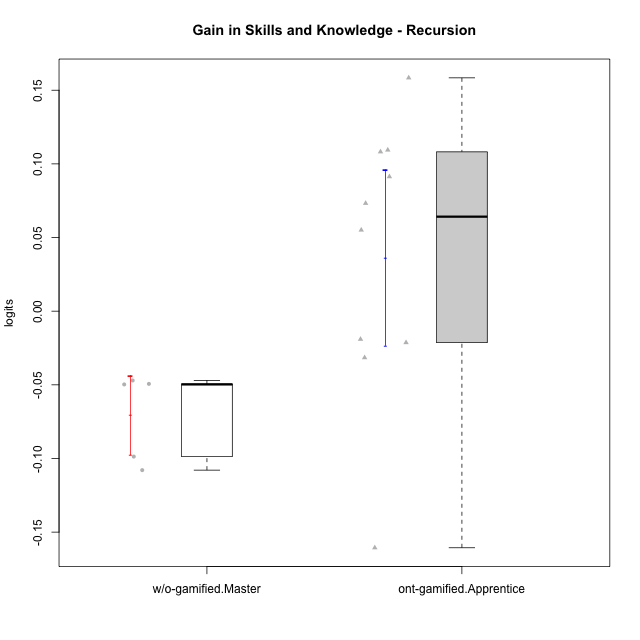 Gain in Skills and Knowledge - Recursion
logits
0.15
0.10
0.05
0.00
-0.05
-0.10
-0.15
w/o-gamified.Master
ont-gamified.Apprentice